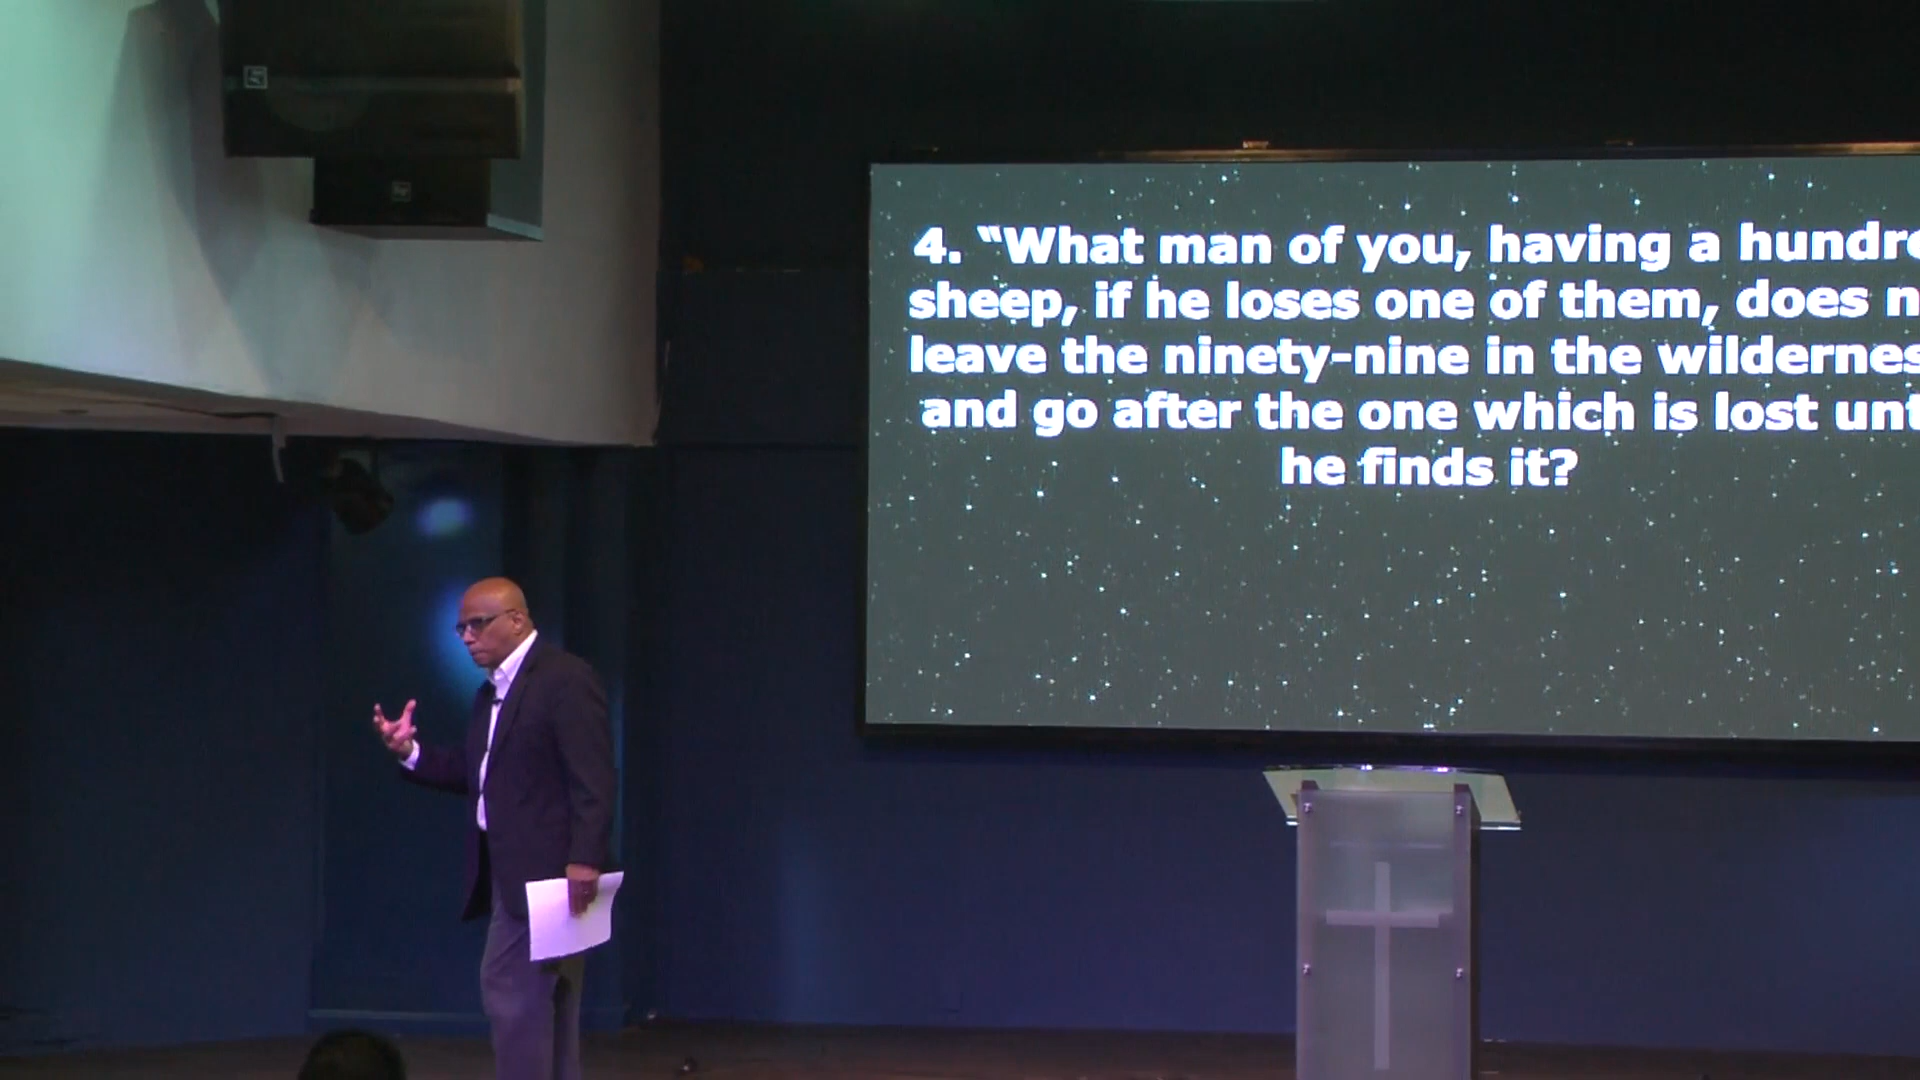 4. “What man of you, having a hundre
sheep, if he loses one of them, does n
leave the ninety-nine in the wildernes
and go after the one which is lost unt
he finds it?